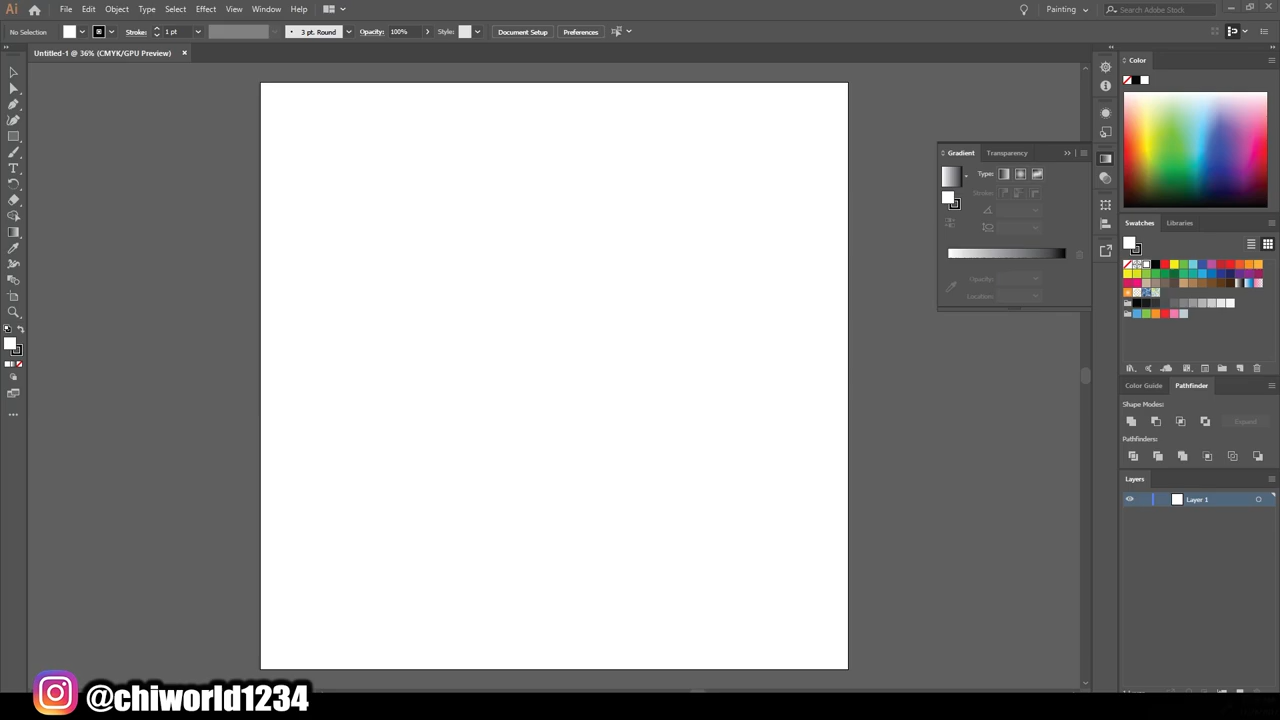 Ai File Edit Object Type Select Effect View Window Help Painting Search Adobe Stock
No Selection Stroke: 1 pt 3 pt. Round Opacity: 100% Style: Document Setup Preferences
Untitled-1 @ 36% (CMYK/GPU Preview)
Color
Gradient Transparency
Type:
Stroke:
Opacity:
Location:
Swatches Libraries
Color Guide Pathfinder
Shape Modes:
Expand
Pathfinders:
Layers
Layer 1
@chiworld1234